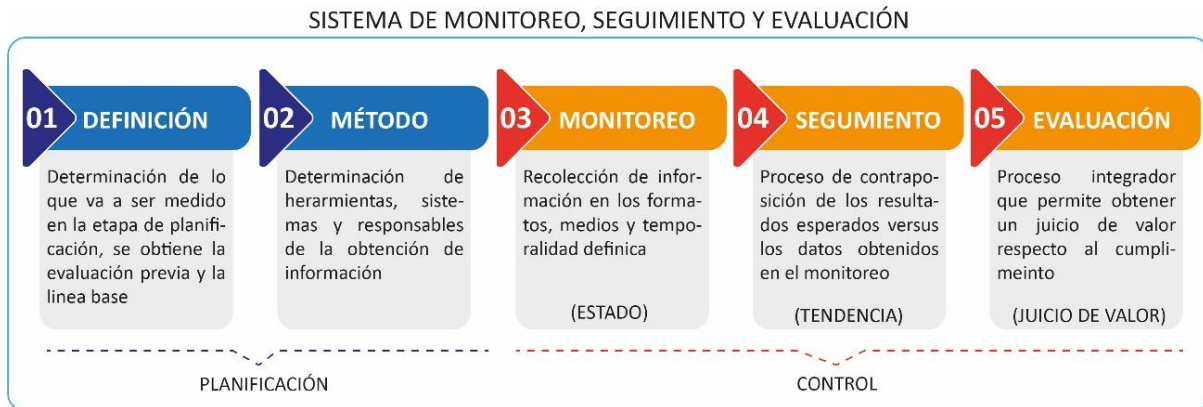 SISTEMA DE MONITOREO, SEGUIMIENTO Y EVALUACIÓN
01 DEFINICIÓN
Determinación de lo
que va a ser medido
en la etapa de planifi-
cación, se obtiene la
evaluación previa y la
linea base
02 MÉTODO
Determinación de
herarmientas, siste-
mas y responsables
de la obtención de
información
03 MONITOREO
Recolección de infor-
mación en los forma-
tos, medios y tempo-
ralidad definica
(ESTADO)
04 SEGUMIENTO
Proceso de contrapo-
sición de los resulta-
dos esperados versus
los datos obtenidos
en el monitoreo
(TENDENCIA)
05 EVALUACIÓN
Proceso integrador
que permite obtener
un juicio de valor
respecto al cumpli-
meinto
(JUICIO DE VALOR)
PLANIFICACIÓN
CONTROL